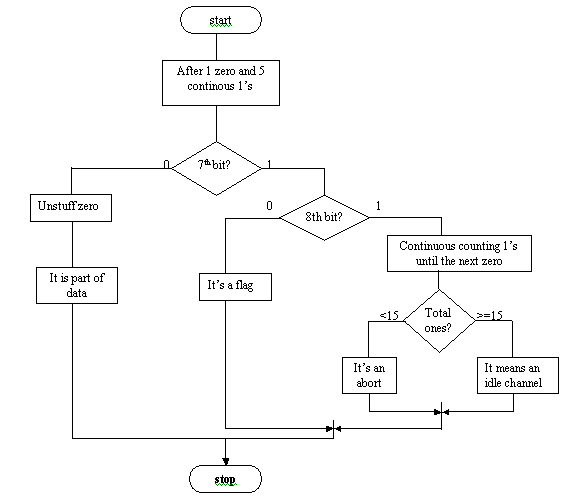 start
After 1 zero and 5
continous 1's
0
7th bit?
1
Unstuff zero
0
8th bit?
1
Continuous counting 1's
until the next zero
It is part of
data
It's a flag
<15
Total
ones?
>=15
It's an
abort
It means an
idle channel
stop